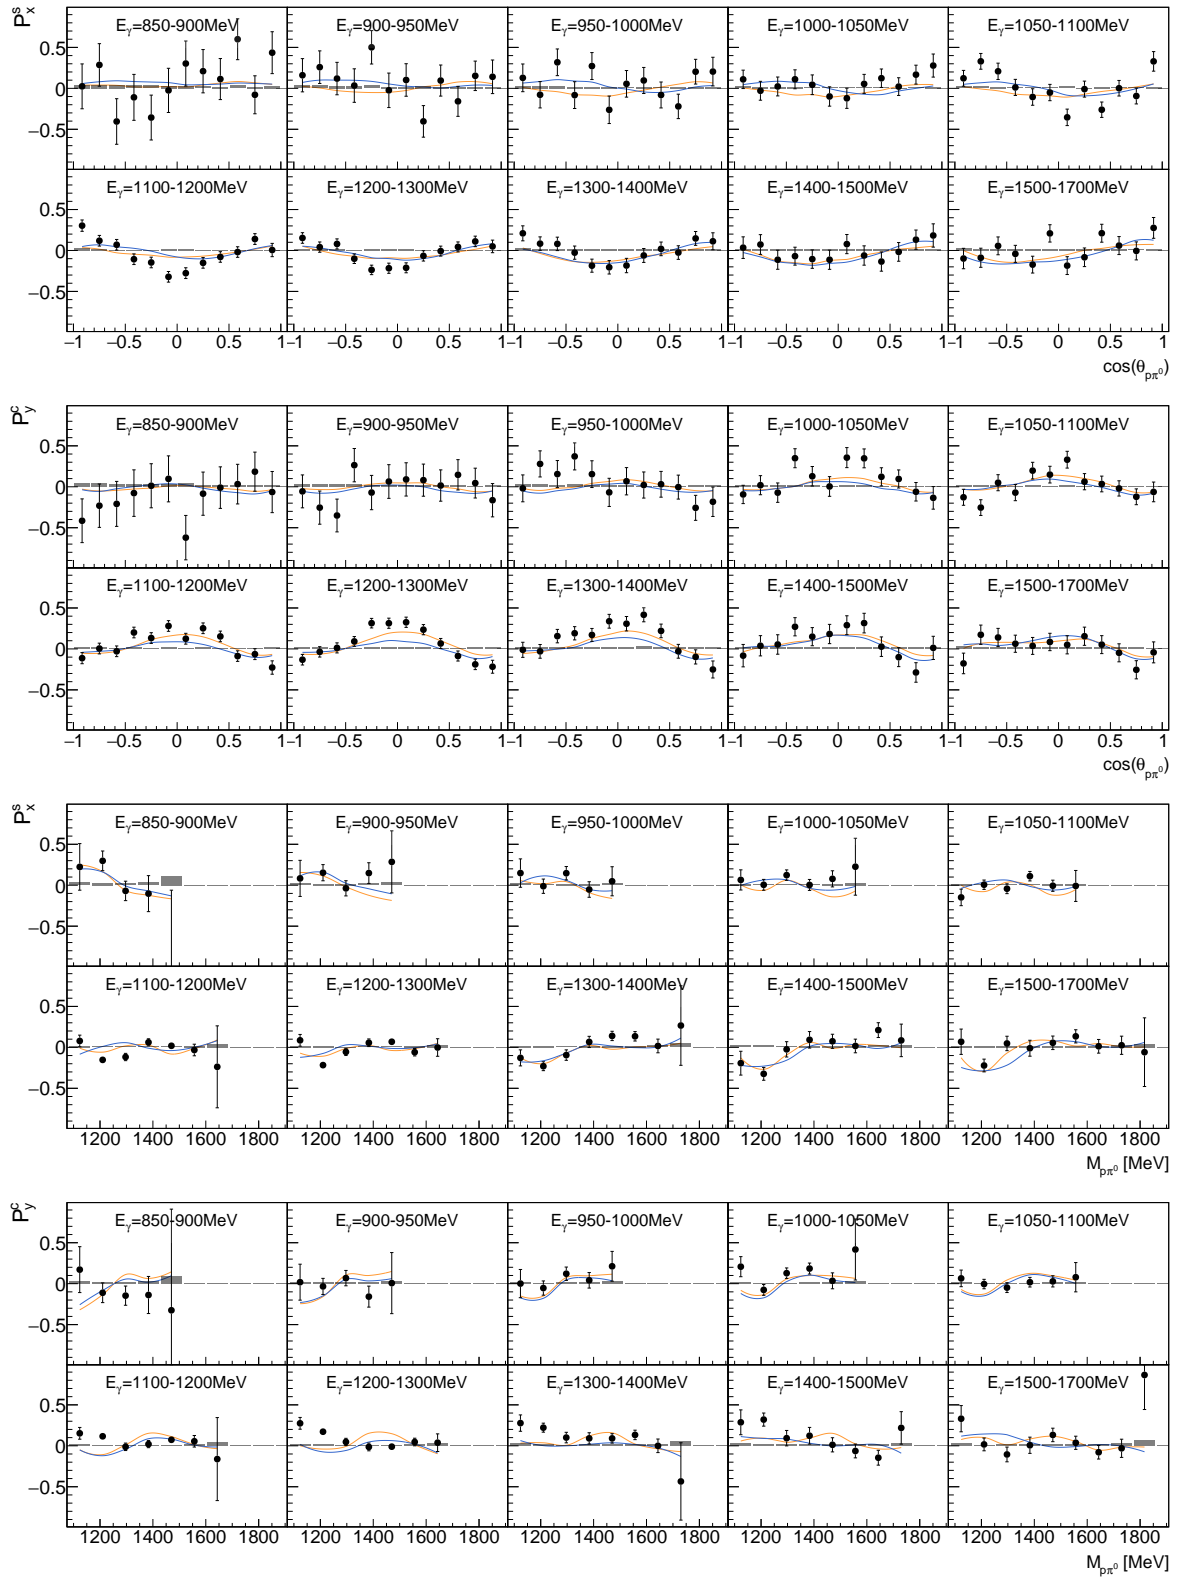 P_x^s
E_γ=850-900MeV E_γ=900-950MeV E_γ=950-1000MeV E_γ=1000-1050MeV E_γ=1050-1100MeV
0.5
0
−0.5
E_γ=1100-1200MeV E_γ=1200-1300MeV E_γ=1300-1400MeV E_γ=1400-1500MeV E_γ=1500-1700MeV
0.5
0
−0.5
−1 −0.5 0 0.5 1 −1 −0.5 0 0.5 1 −1 −0.5 0 0.5 1 −1 −0.5 0 0.5 1 −1 −0.5 0 0.5 1
cos(θ_pπ⁰)
P_y^c
E_γ=850-900MeV E_γ=900-950MeV E_γ=950-1000MeV E_γ=1000-1050MeV E_γ=1050-1100MeV
0.5
0
−0.5
E_γ=1100-1200MeV E_γ=1200-1300MeV E_γ=1300-1400MeV E_γ=1400-1500MeV E_γ=1500-1700MeV
0.5
0
−0.5
−1 −0.5 0 0.5 1 −1 −0.5 0 0.5 1 −1 −0.5 0 0.5 1 −1 −0.5 0 0.5 1 −1 −0.5 0 0.5 1
cos(θ_pπ⁰)
P_x^s
E_γ=850-900MeV E_γ=900-950MeV E_γ=950-1000MeV E_γ=1000-1050MeV E_γ=1050-1100MeV
0.5
0
−0.5
E_γ=1100-1200MeV E_γ=1200-1300MeV E_γ=1300-1400MeV E_γ=1400-1500MeV E_γ=1500-1700MeV
0.5
0
−0.5
1200 1400 1600 1800 1200 1400 1600 1800 1200 1400 1600 1800 1200 1400 1600 1800 1200 1400 1600 1800
M_pπ⁰ [MeV]
P_y^c
E_γ=850-900MeV E_γ=900-950MeV E_γ=950-1000MeV E_γ=1000-1050MeV E_γ=1050-1100MeV
0.5
0
−0.5
E_γ=1100-1200MeV E_γ=1200-1300MeV E_γ=1300-1400MeV E_γ=1400-1500MeV E_γ=1500-1700MeV
0.5
0
−0.5
1200 1400 1600 1800 1200 1400 1600 1800 1200 1400 1600 1800 1200 1400 1600 1800 1200 1400 1600 1800
M_pπ⁰ [MeV]